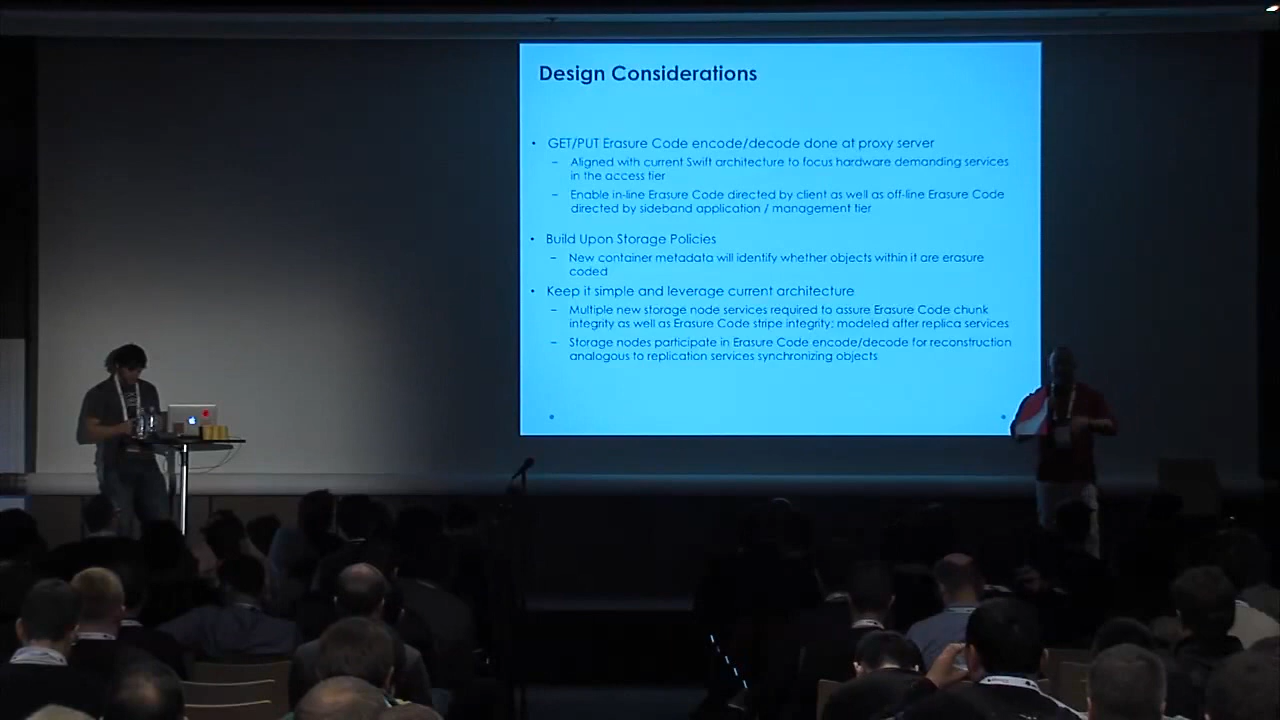 Design Considerations
• GET/PUT Erasure Code encode/decode done at proxy server
– Aligned with current Swift architecture to focus hardware demanding services
in the access tier
– Enable in-line Erasure Code directed by client as well as off-line Erasure Code
directed by sideband application / management tier
• Build Upon Storage Policies
– New container metadata will identify whether objects within it are erasure
coded
• Keep it simple and leverage current architecture
– Multiple new storage node services required to assure Erasure Code chunk
integrity as well as Erasure Code stripe integrity; modeled after replica services
– Storage nodes participate in Erasure Code encode/decode for reconstruction
analogous to replication services synchronizing objects